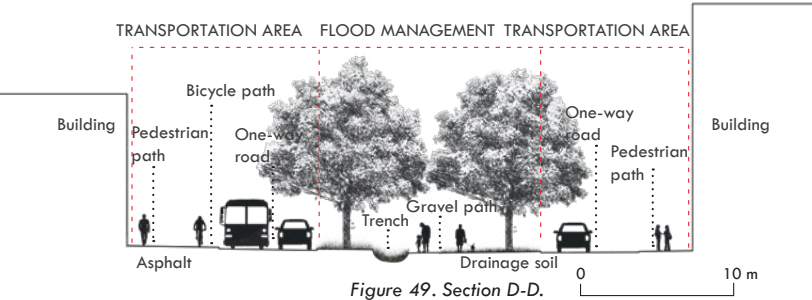 TRANSPORTATION AREA FLOOD MANAGEMENT TRANSPORTATION AREA
Bicycle path
Building
Pedestrian
path
One-way
road
One-way
road
Pedestrian
path
Building
Trench
Gravel path
Asphalt
Drainage soil
0 10 m
Figure 49. Section D-D.